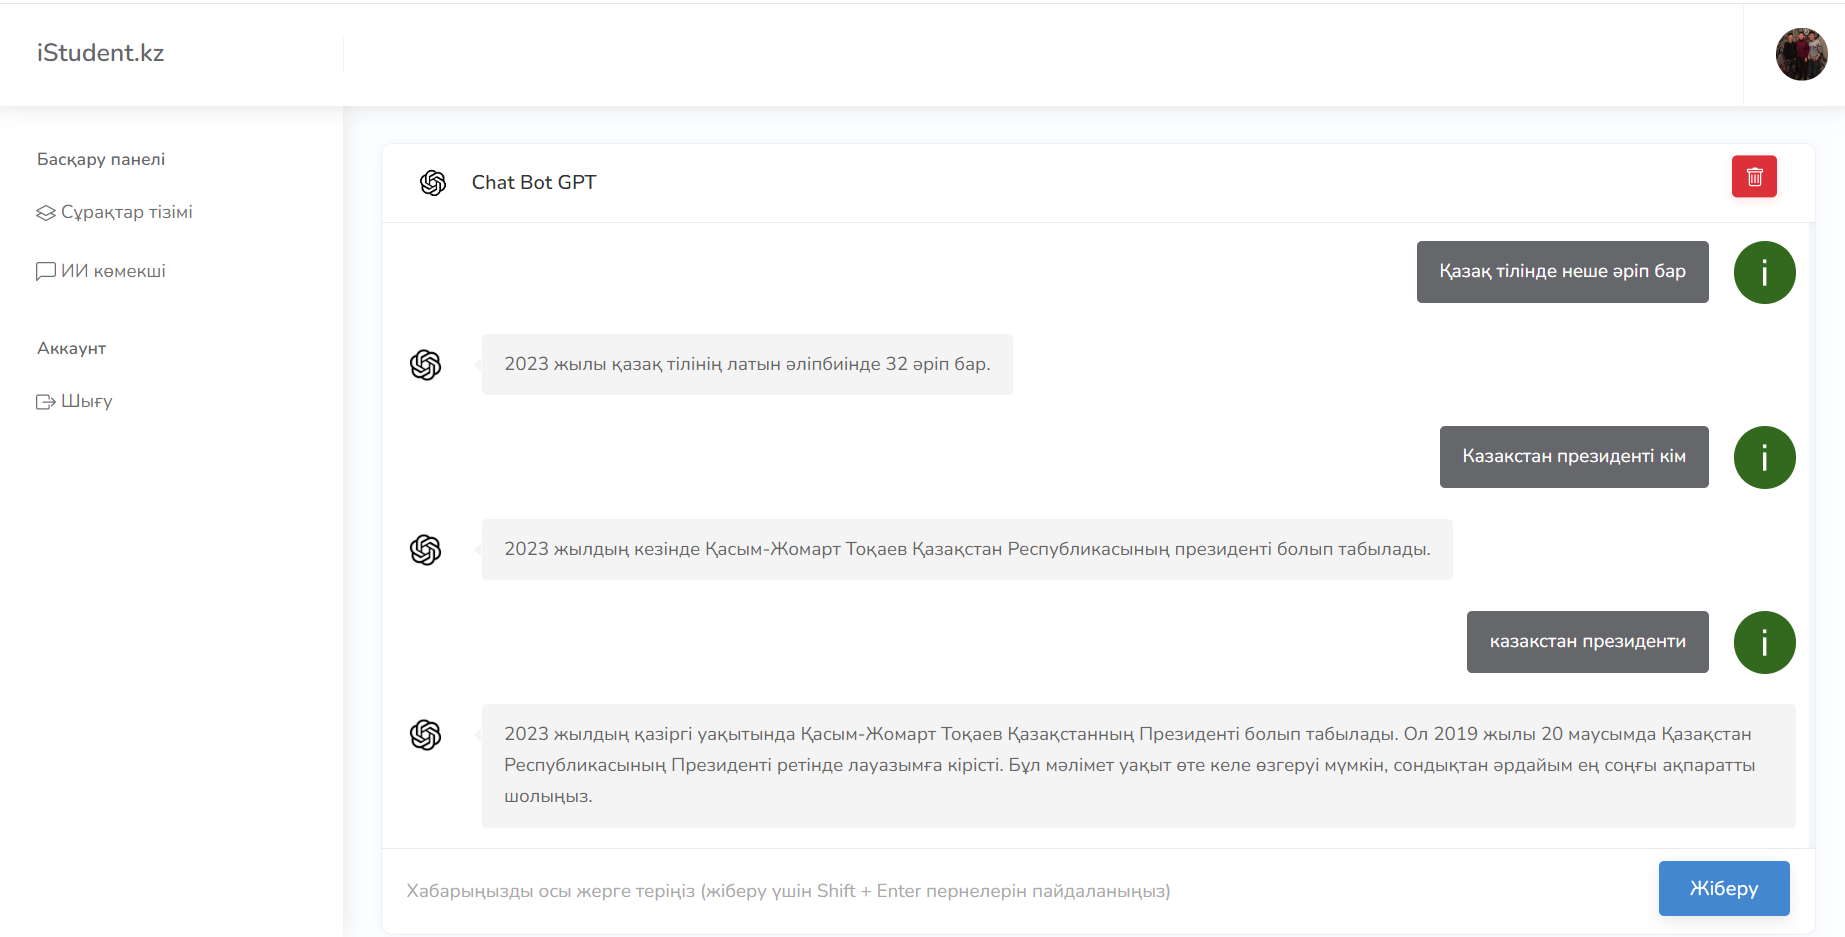 iStudent.kz
Басқару панелі
Сұрақтар тізімі
ИИ көмекші
Аккаунт
Шығу
Chat Bot GPT
Қазақ тілінде неше әріп бар
i
2023 жылы қазақ тілінің латын әліпбиінде 32 әріп бар.
Казакстан президенті кім
i
2023 жылдың кезінде Қасым-Жомарт Тоқаев Қазақстан Республикасының президенті болып табылады.
казакстан президенти
i
2023 жылдың қазіргі уақытында Қасым-Жомарт Тоқаев Қазақстанның Президенті болып табылады. Ол 2019 жылы 20 маусымда Қазақстан
Республикасының Президенті ретінде лауазымға кірісті. Бұл мәлімет уақыт өте келе өзгеруі мүмкін, сондықтан әрдайым ең соңғы ақпаратты
шолыңыз.
Хабарыңызды осы жерге теріңіз (жіберу үшін Shift + Enter пернелерін пайдаланыңыз)
Жіберу